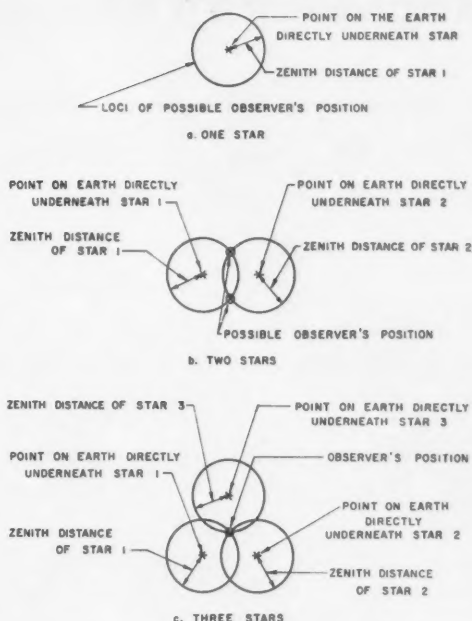 POINT ON THE EARTH
DIRECTLY UNDERNEATH STAR
ZENITH DISTANCE OF STAR 1
LOCI OF POSSIBLE OBSERVER'S POSITION
a. ONE STAR
POINT ON EARTH DIRECTLY
UNDERNEATH STAR 1
POINT ON EARTH DIRECTLY
UNDERNEATH STAR 2
ZENITH DISTANCE
OF STAR 1
ZENITH DISTANCE OF STAR 2
POSSIBLE OBSERVER'S POSITION
b. TWO STARS
ZENITH DISTANCE OF STAR 3
POINT ON EARTH DIRECTLY
UNDERNEATH STAR 3
POINT ON EARTH DIRECTLY
UNDERNEATH STAR 1
OBSERVER'S POSITION
POINT ON EARTH
DIRECTLY
UNDERNEATH STAR 2
ZENITH DISTANCE
OF STAR 1
ZENITH DISTANCE
OF STAR 2
c. THREE STARS